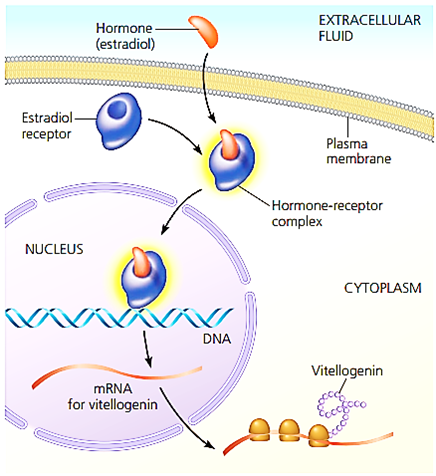 Hormone
(estradiol)
EXTRACELLULAR
FLUID
Estradiol
receptor
Plasma
membrane
Hormone-receptor
complex
NUCLEUS
CYTOPLASM
DNA
mRNA
for vitellogenin
Vitellogenin